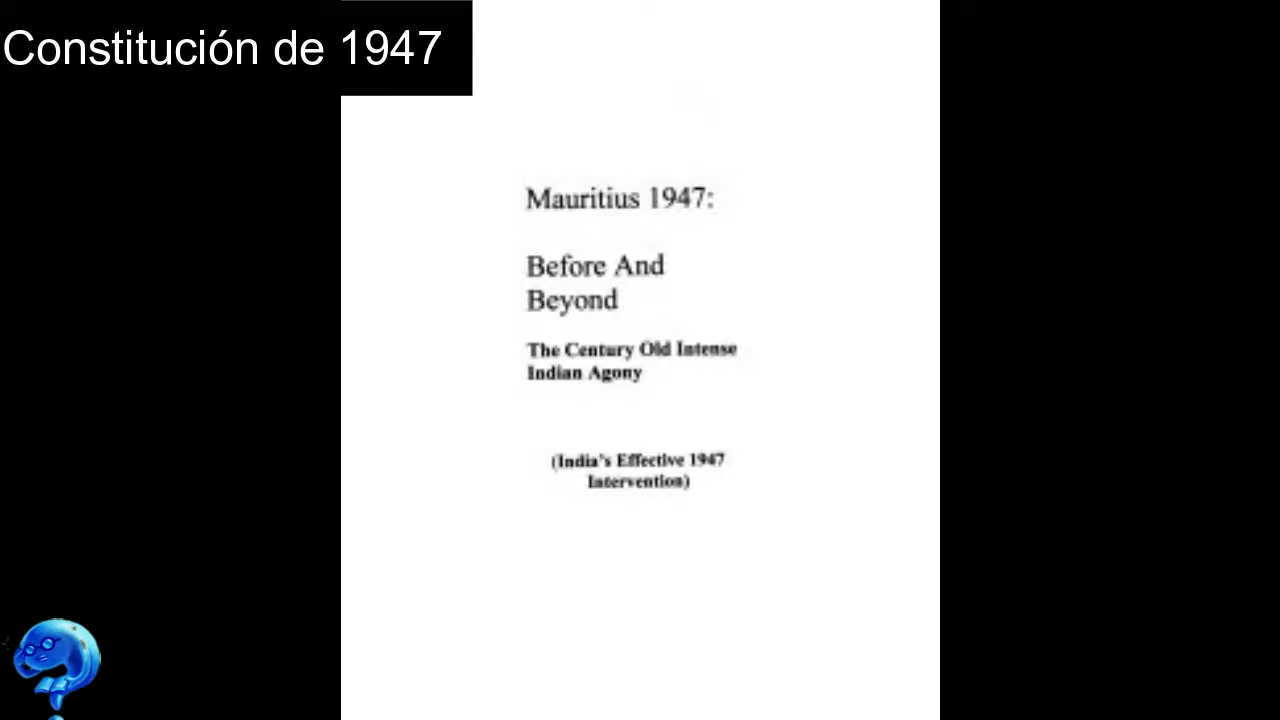 Constitución de 1947
Mauritius 1947:
Before And
Beyond
The Century Old Intense
Indian Agony
(India's Effective 1947
Intervention)